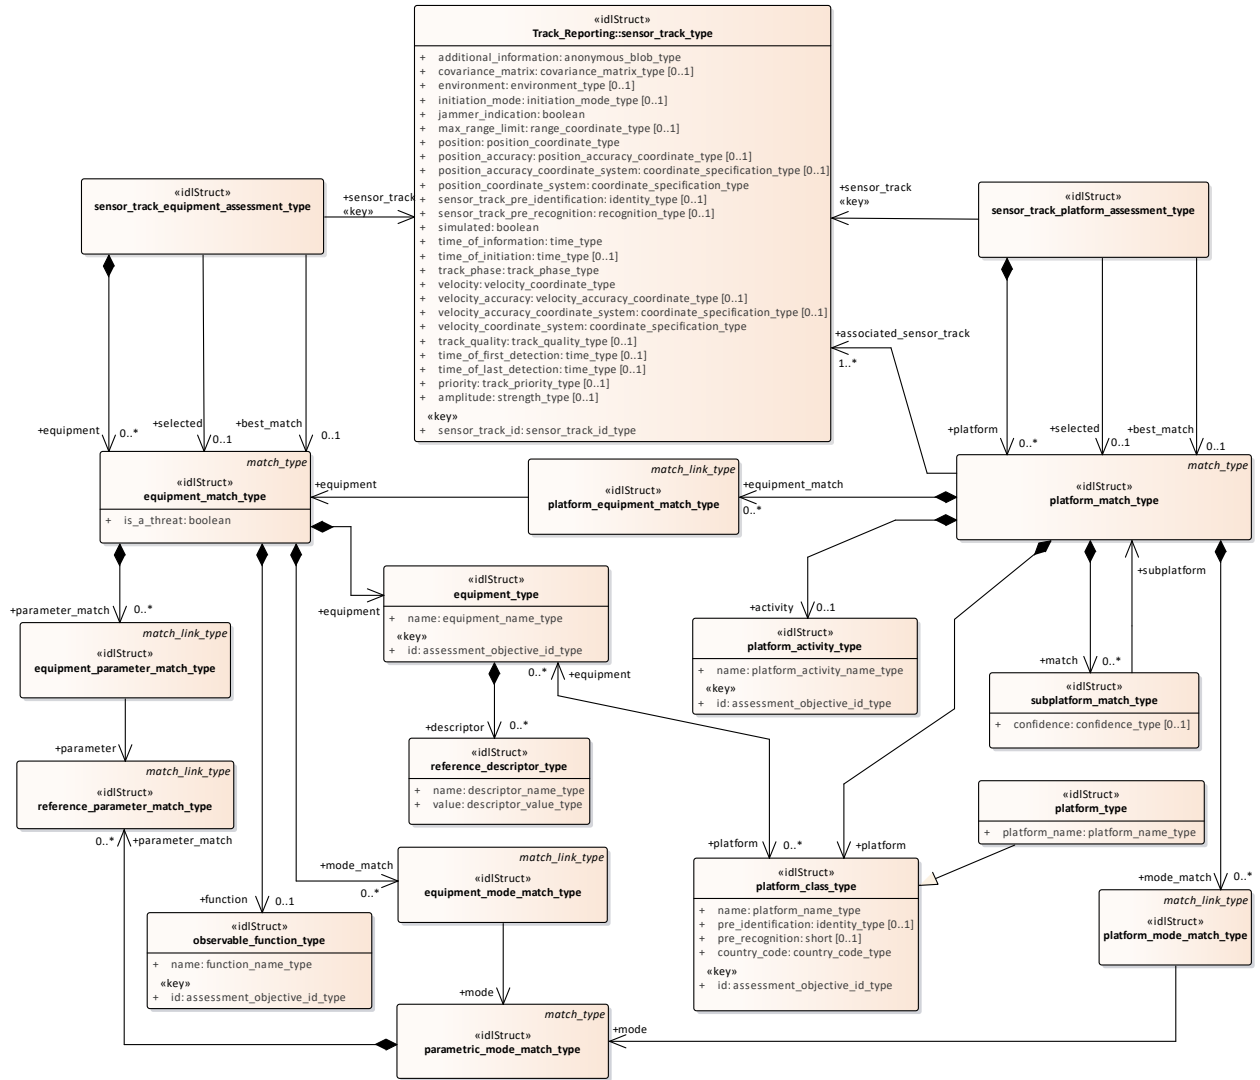 «idlStruct»
Track_Reporting::sensor_track_type
+ additional_information: anonymous_blob_type
+ covariance_matrix: covariance_matrix_type [0..1]
+ environment: environment_type [0..1]
+ initiation_mode: initiation_mode_type [0..1]
+ jammer_indication: boolean
+ max_range_limit: range_coordinate_type [0..1]
+ position: position_coordinate_type
+ position_accuracy: position_accuracy_coordinate_type [0..1]
+ position_accuracy_coordinate_system: coordinate_specification_type [0..1]
+ position_coordinate_system: coordinate_specification_type
+ sensor_track_pre_identification: identity_type [0..1]
+ sensor_track_pre_recognition: recognition_type [0..1]
+ simulated: boolean
+ time_of_information: time_type
+ time_of_initiation: time_type [0..1]
+ track_phase: track_phase_type
+ velocity: velocity_coordinate_type
+ velocity_accuracy: velocity_accuracy_coordinate_type [0..1]
+ velocity_accuracy_coordinate_system: coordinate_specification_type [0..1]
+ velocity_coordinate_system: coordinate_specification_type
+ track_quality: track_quality_type [0..1]
+ time_of_first_detection: time_type [0..1]
+ time_of_last_detection: time_type [0..1]
+ priority: track_priority_type [0..1]
+ amplitude: strength_type [0..1]
«key»
+ sensor_track_id: sensor_track_id_type
«idlStruct»
sensor_track_equipment_assessment_type
+sensor_track
«key»
+sensor_track
«key»
«idlStruct»
sensor_track_platform_assessment_type
+associated_sensor_track
1..*
+equipment
0..*
+selected
0..1
+best_match
0..1
+platform
0..*
+selected
0..1
+best_match
0..1
match_type
«idlStruct»
equipment_match_type
+ is_a_threat: boolean
+equipment
match_link_type
«idlStruct»
platform_equipment_match_type
+equipment_match
0..*
match_type
«idlStruct»
platform_match_type
+parameter_match
0..*
match_link_type
«idlStruct»
equipment_parameter_match_type
+equipment
«idlStruct»
equipment_type
+ name: equipment_name_type
«key»
+ id: assessment_objective_id_type
0..*
+equipment
+activity
0..1
«idlStruct»
platform_activity_type
+ name: platform_activity_name_type
«key»
+ id: assessment_objective_id_type
+subplatform
+match
0..*
«idlStruct»
subplatform_match_type
+ confidence: confidence_type [0..1]
+parameter
match_link_type
«idlStruct»
reference_parameter_match_type
0..*
+parameter_match
+descriptor
0..*
«idlStruct»
reference_descriptor_type
+ name: descriptor_name_type
+ value: descriptor_value_type
«idlStruct»
platform_type
+ platform_name: platform_name_type
+platform
0..*
+platform
«idlStruct»
platform_class_type
+ name: platform_name_type
+ pre_identification: identity_type [0..1]
+ pre_recognition: short [0..1]
+ country_code: country_code_type
«key»
+ id: assessment_objective_id_type
+mode_match
0..*
match_link_type
«idlStruct»
equipment_mode_match_type
+function
0..1
«idlStruct»
observable_function_type
+ name: function_name_type
«key»
+ id: assessment_objective_id_type
+mode_match
0..*
match_link_type
«idlStruct»
platform_mode_match_type
+mode
match_type
«idlStruct»
parametric_mode_match_type
+mode